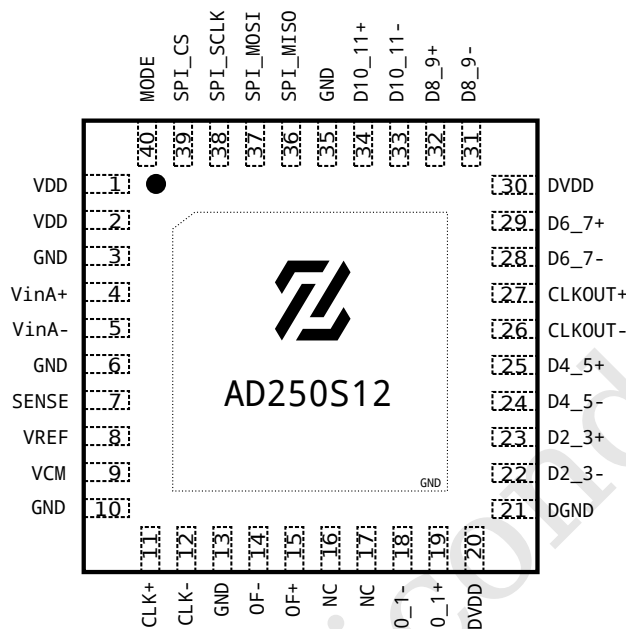 MODE
SPI_CS
SPI_SCLK
SPI_MOSI
SPI_MISO
GND
D10_11+
D10_11-
D8_9+
D8_9-
40
39
38
37
36
35
34
33
32
31
VDD 1
VDD 2
GND 3
VinA+ 4
VinA- 5
GND 6
SENSE 7
VREF 8
VCM 9
GND 10
AD250S12
GND
30 DVDD
29 D6_7+
28 D6_7-
27 CLKOUT+
26 CLKOUT-
25 D4_5+
24 D4_5-
23 D2_3+
22 D2_3-
21 DGND
11
12
13
14
15
16
17
18
19
20
CLK+
CLK-
GND
OF-
OF+
NC
NC
0_1-
0_1+
DVDD